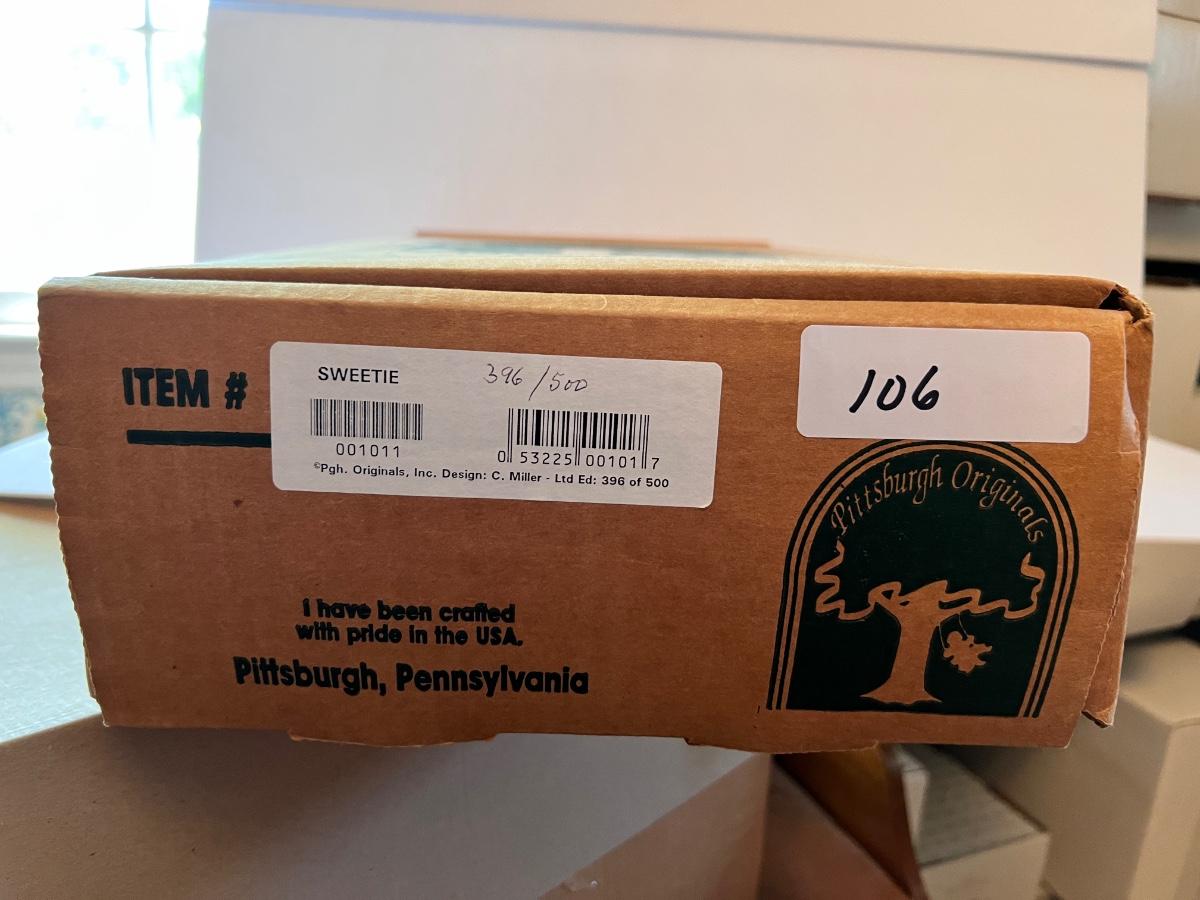 ITEM #
SWEETIE
396/500
001011
0 53225 00101 7
©Pgh. Originals, Inc. Design: C. Miller - Ltd Ed: 396 of 500
106
Pittsburgh Originals
I have been crafted
with pride in the USA.
Pittsburgh, Pennsylvania